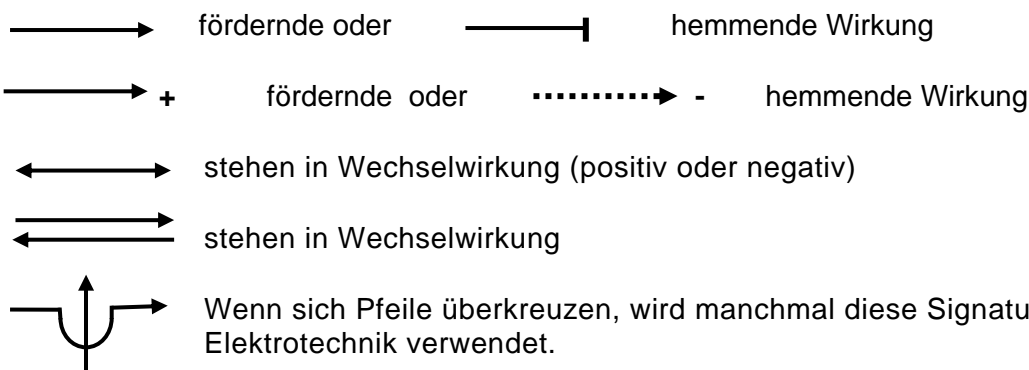 fördernde oder hemmende Wirkung
+ fördernde oder - hemmende Wirkung
stehen in Wechselwirkung (positiv oder negativ)
stehen in Wechselwirkung
Wenn sich Pfeile überkreuzen, wird manchmal diese Signatu
Elektrotechnik verwendet.